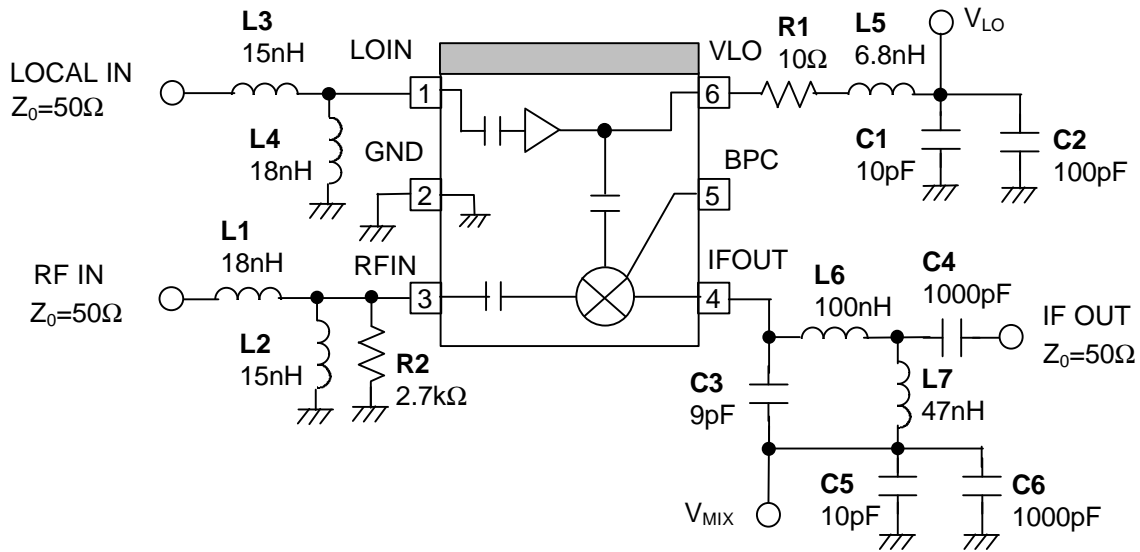 L3
15nH
LOCAL IN
Z0=50Ω
L4
18nH
LOIN
1
GND
2
L1
18nH
RF IN
Z0=50Ω
RFIN
3
L2
15nH
R2
2.7kΩ
VLO
6
R1
10Ω
L5
6.8nH
VLO
C1
10pF
C2
100pF
BPC
5
IFOUT
4
L6
100nH
C4
1000pF
IF OUT
Z0=50Ω
C3
9pF
L7
47nH
VMIX
C5
10pF
C6
1000pF